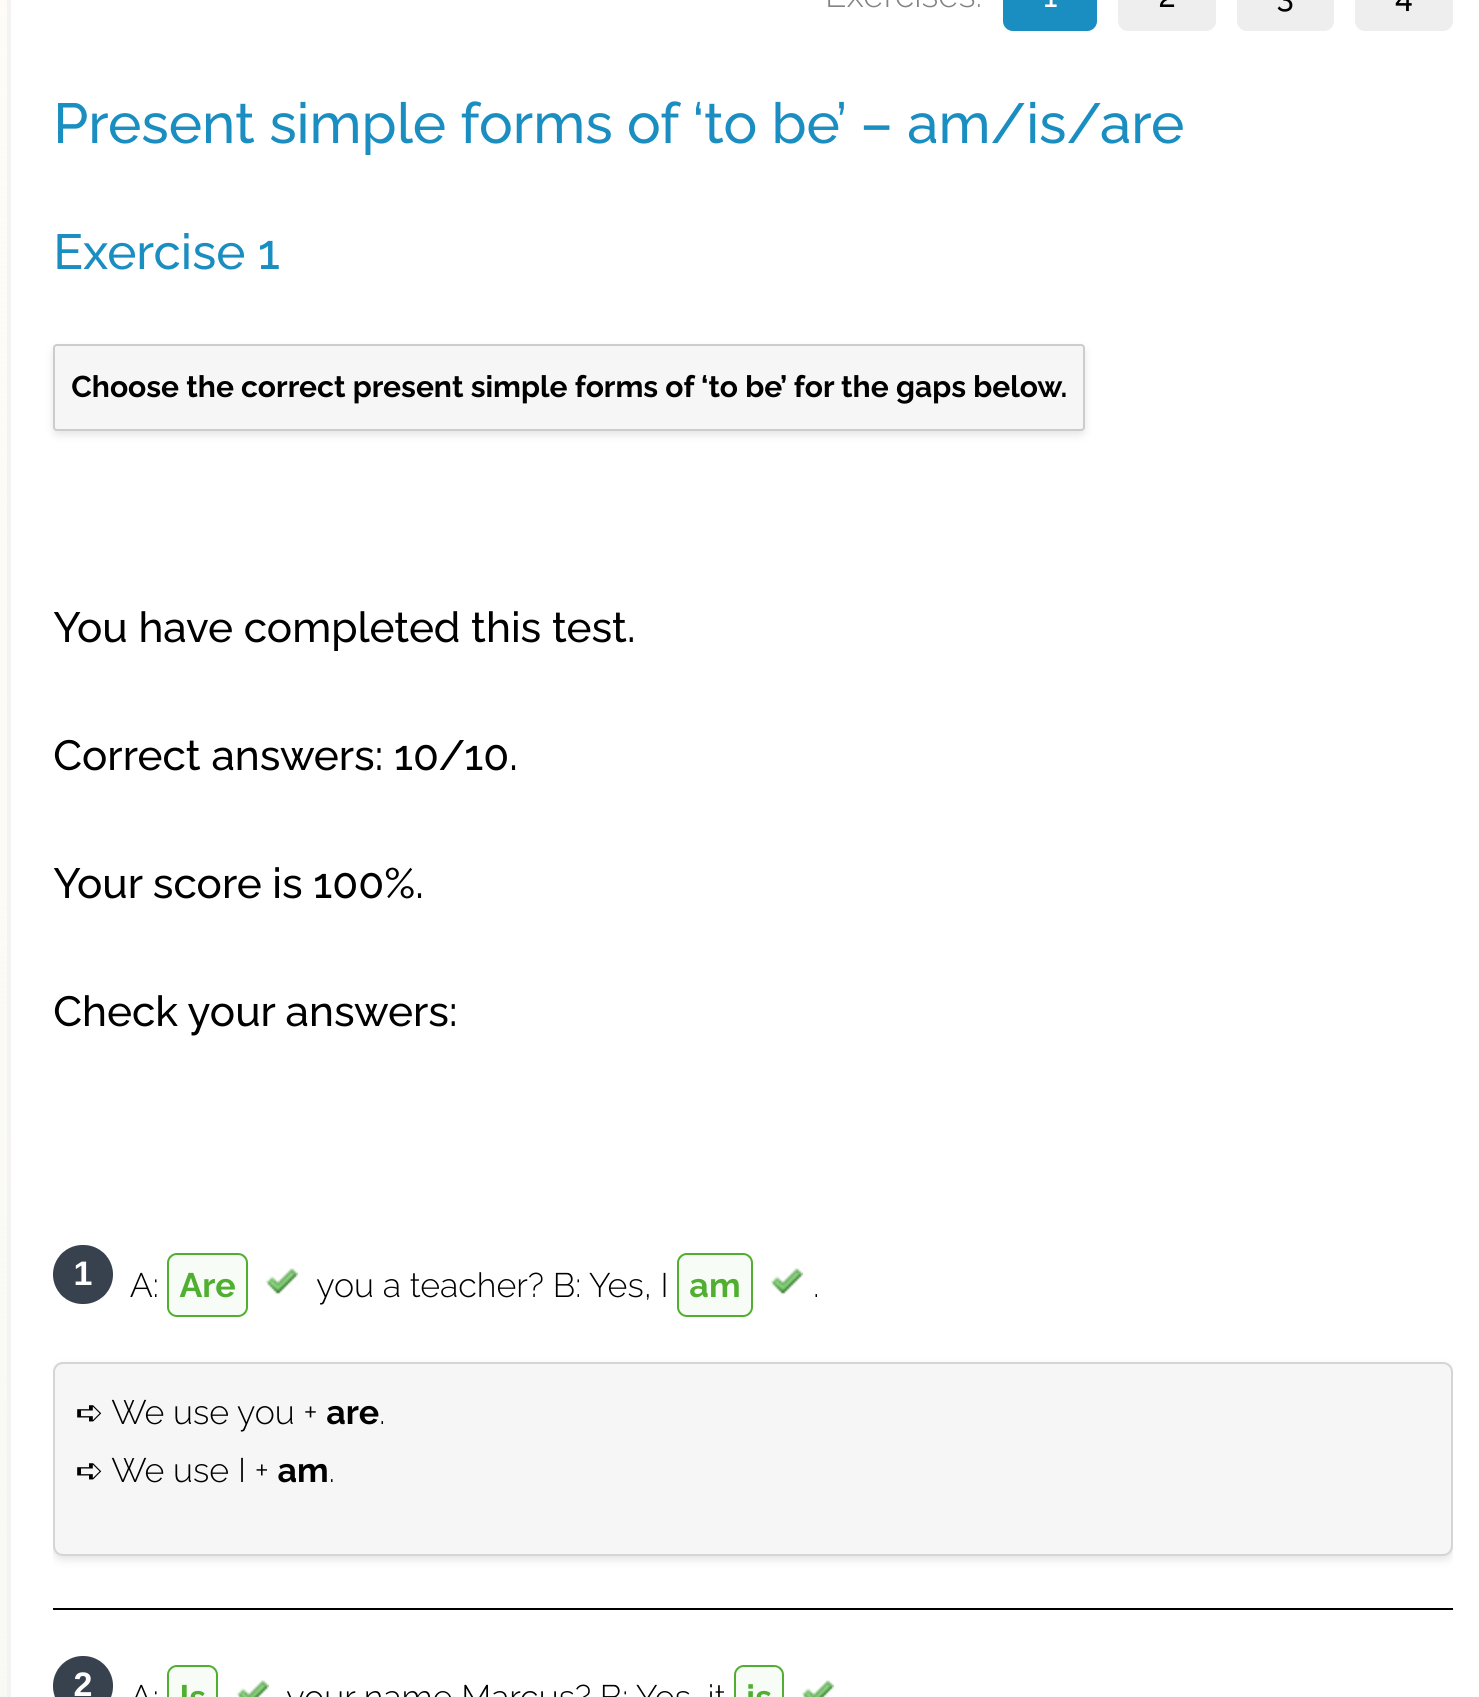 Exercises: 1 2 3 4
Present simple forms of ‘to be’ – am/is/are
Exercise 1
Choose the correct present simple forms of ‘to be’ for the gaps below.
You have completed this test.
Correct answers: 10/10.
Your score is 100%.
Check your answers:
1 A: Are ✔ you a teacher? B: Yes, I am ✔ .
➪ We use you + are.
➪ We use I + am.
2 A: Is ✔ your name Marcus? B: Yes, it is ✔